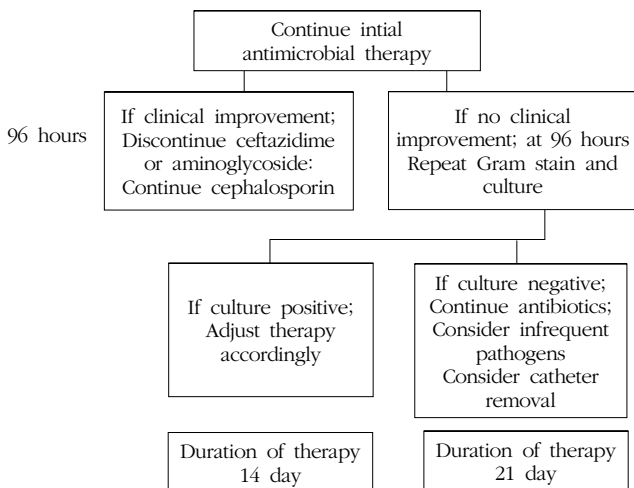 Continue intial
antimicrobial therapy
96 hours
If clinical improvement;
Discontinue ceftazidime
or aminoglycoside:
Continue cephalosporin
If no clinical
improvement; at 96 hours
Repeat Gram stain and
culture
If culture positive;
Adjust therapy
accordingly
If culture negative;
Continue antibiotics;
Consider infrequent
pathogens
Consider catheter
removal
Duration of therapy
14 day
Duration of therapy
21 day